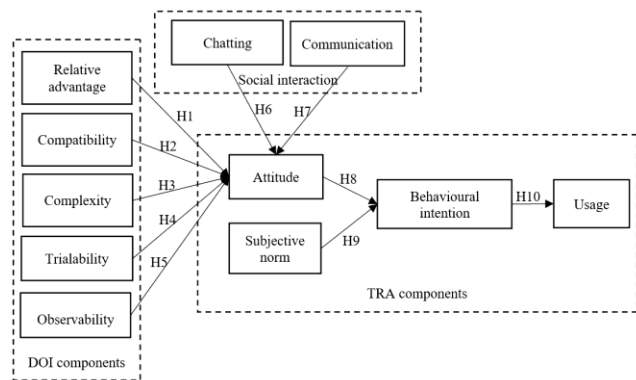 Chatting
Communication
Social interaction
Relative
advantage
Compatibility
Complexity
Trialability
Observability
DOI components
H1
H2
H3
H4
H5
H6
H7
Attitude
Subjective
norm
H8
H9
Behavioural
intention
H10
Usage
TRA components